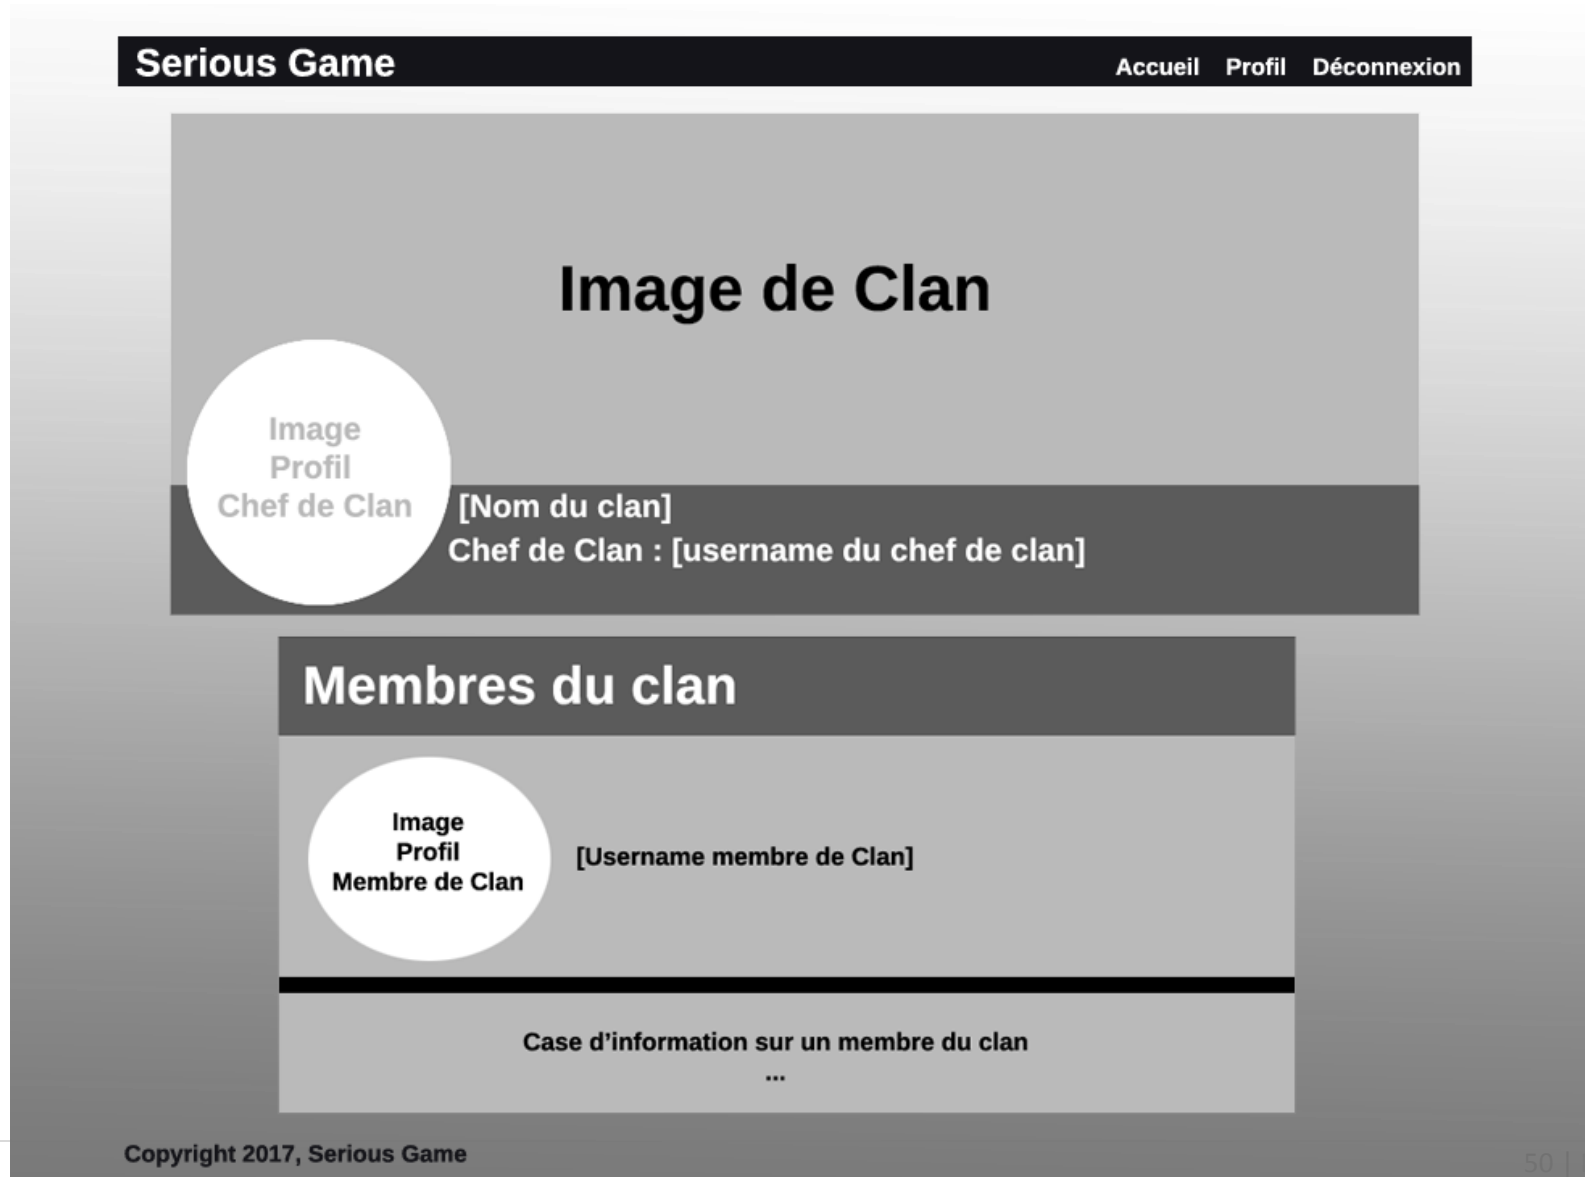 Serious Game
Accueil Profil Déconnexion
Image de Clan
Image
Profil
Chef de Clan
[Nom du clan]
Chef de Clan : [username du chef de clan]
Membres du clan
Image
Profil
Membre de Clan
[Username membre de Clan]
Case d’information sur un membre du clan
...
Copyright 2017, Serious Game
50 |